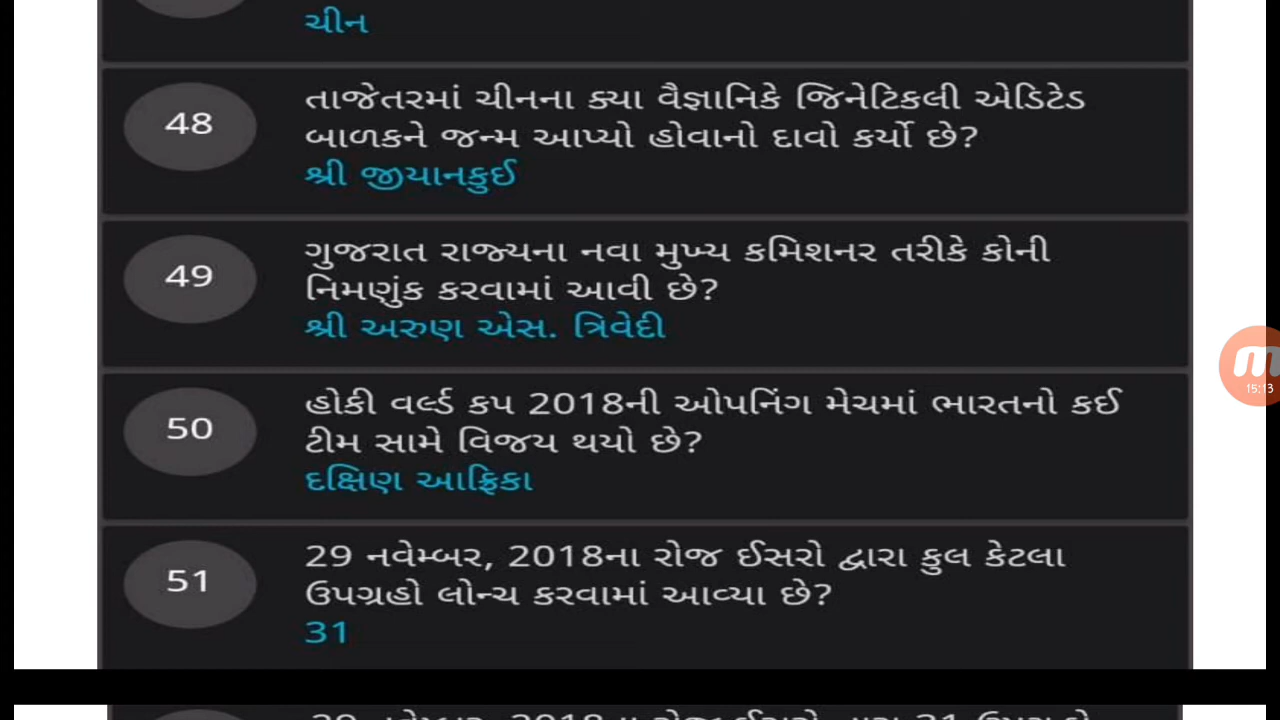 ચીન
48
તાજેતરમાં ચીનના ક્યા વૈજ્ઞાનિકે જિનેટિકલી એડિટેડ
બાળકને જન્મ આપ્યો હોવાનો દાવો કર્યો છે?
શ્રી જીયાનકુઈ
49
ગુજરાત રાજ્યના નવા મુખ્ય કમિશનર તરીકે કોની
નિમણુંક કરવામાં આવી છે?
શ્રી અરુણ એસ. ત્રિવેદી
50
હોકી વર્લ્ડ કપ 2018ની ઓપનિંગ મેચમાં ભારતનો કઈ
ટીમ સામે વિજય થયો છે?
દક્ષિણ આફ્રિકા
51
29 નવેમ્બર, 2018ના રોજ ઈસરો દ્વારા કુલ કેટલા
ઉપગ્રહો લોન્ચ કરવામાં આવ્યા છે?
31
15:13